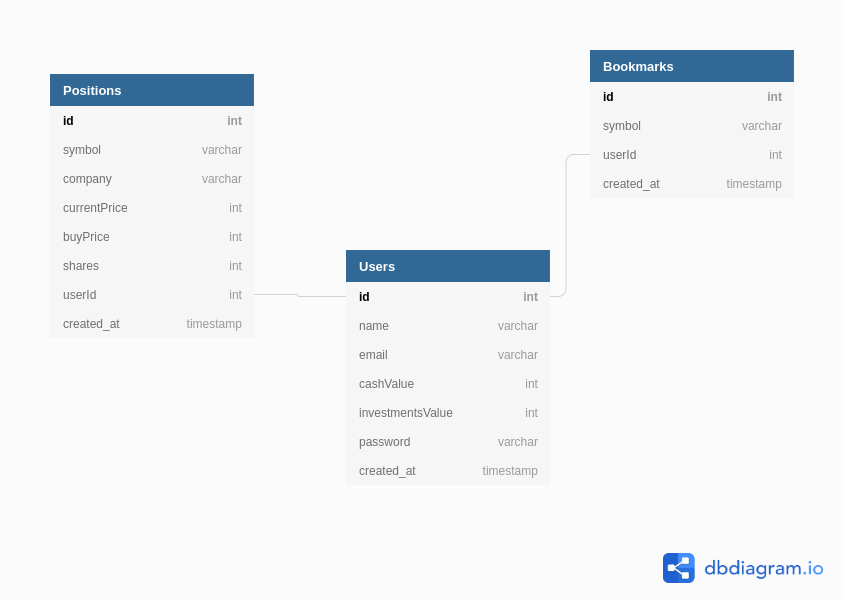 Positions
id int
symbol varchar
company varchar
currentPrice int
buyPrice int
shares int
userId int
created_at timestamp
Users
id int
name varchar
email varchar
cashValue int
investmentsValue int
password varchar
created_at timestamp
Bookmarks
id int
symbol varchar
userId int
created_at timestamp
dbdiagram.io